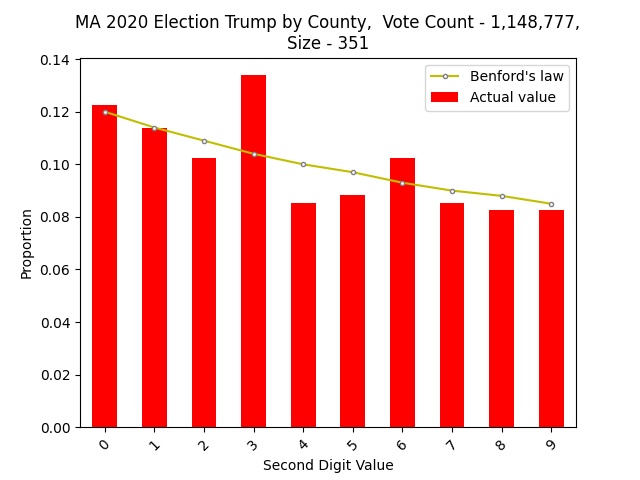 MA 2020 Election Trump by County,  Vote Count - 1,148,777,
Size - 351
Benford's law
Actual value
0.14
0.12
0.10
0.08
0.06
0.04
0.02
0.00
Proportion
0 1 2 3 4 5 6 7 8 9
Second Digit Value